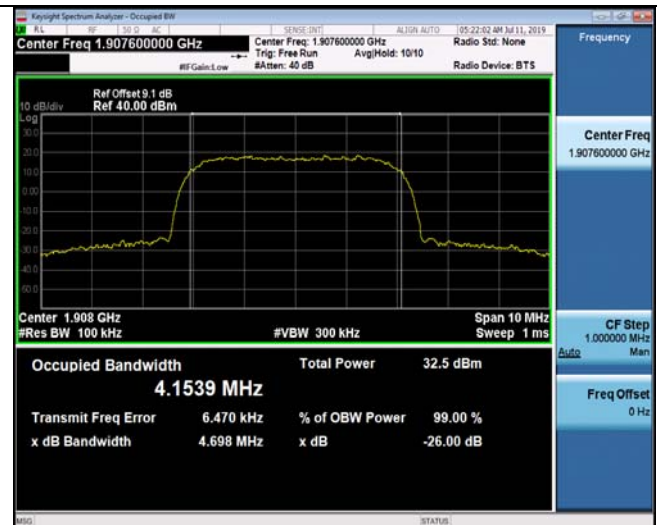 Keysight Spectrum Analyzer - Occupied BW
RL RF 50 Ω AC SENSE:INT ALIGN AUTO 05:22:02 AM Jul 11, 2019
Center Freq 1.907600000 GHz Center Freq: 1.907600000 GHz Radio Std: None Frequency
Trig: Free Run Avg|Hold: 10/10
#IFGain:Low #Atten: 40 dB Radio Device: BTS
Ref Offset 9.1 dB
10 dB/div Ref 40.00 dBm
Log
30.0
20.0
10.0
0.00
-10.0
-20.0
-30.0
-40.0
-50.0
Center Freq
1.907600000 GHz
Center 1.908 GHz Span 10 MHz
#Res BW 100 kHz #VBW 300 kHz Sweep 1 ms
CF Step
1.000000 MHz
Auto Man
Occupied Bandwidth Total Power 32.5 dBm
4.1539 MHz
Transmit Freq Error 6.470 kHz % of OBW Power 99.00 %
x dB Bandwidth 4.698 MHz x dB -26.00 dB
Freq Offset
0 Hz
MSG STATUS